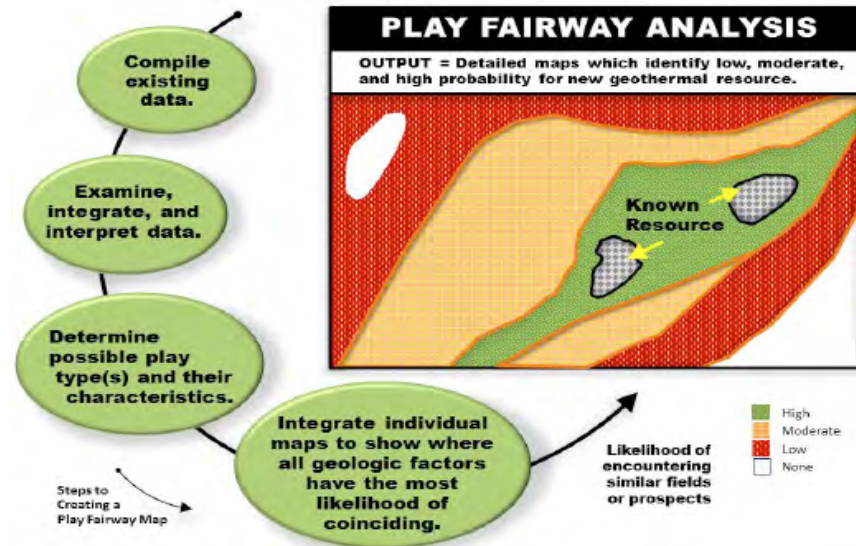 Compile
existing
data.
Examine,
integrate, and
interpret data.
Determine
possible play
type(s) and their
characteristics.
Integrate individual
maps to show where
all geologic factors
have the most
likelihood of
coinciding.
Steps to
Creating a
Play Fairway Map
PLAY FAIRWAY ANALYSIS
OUTPUT = Detailed maps which identify low, moderate,
and high probability for new geothermal resource.
Known
Resource
Likelihood of
encountering
similar fields
or prospects
High
Moderate
Low
None